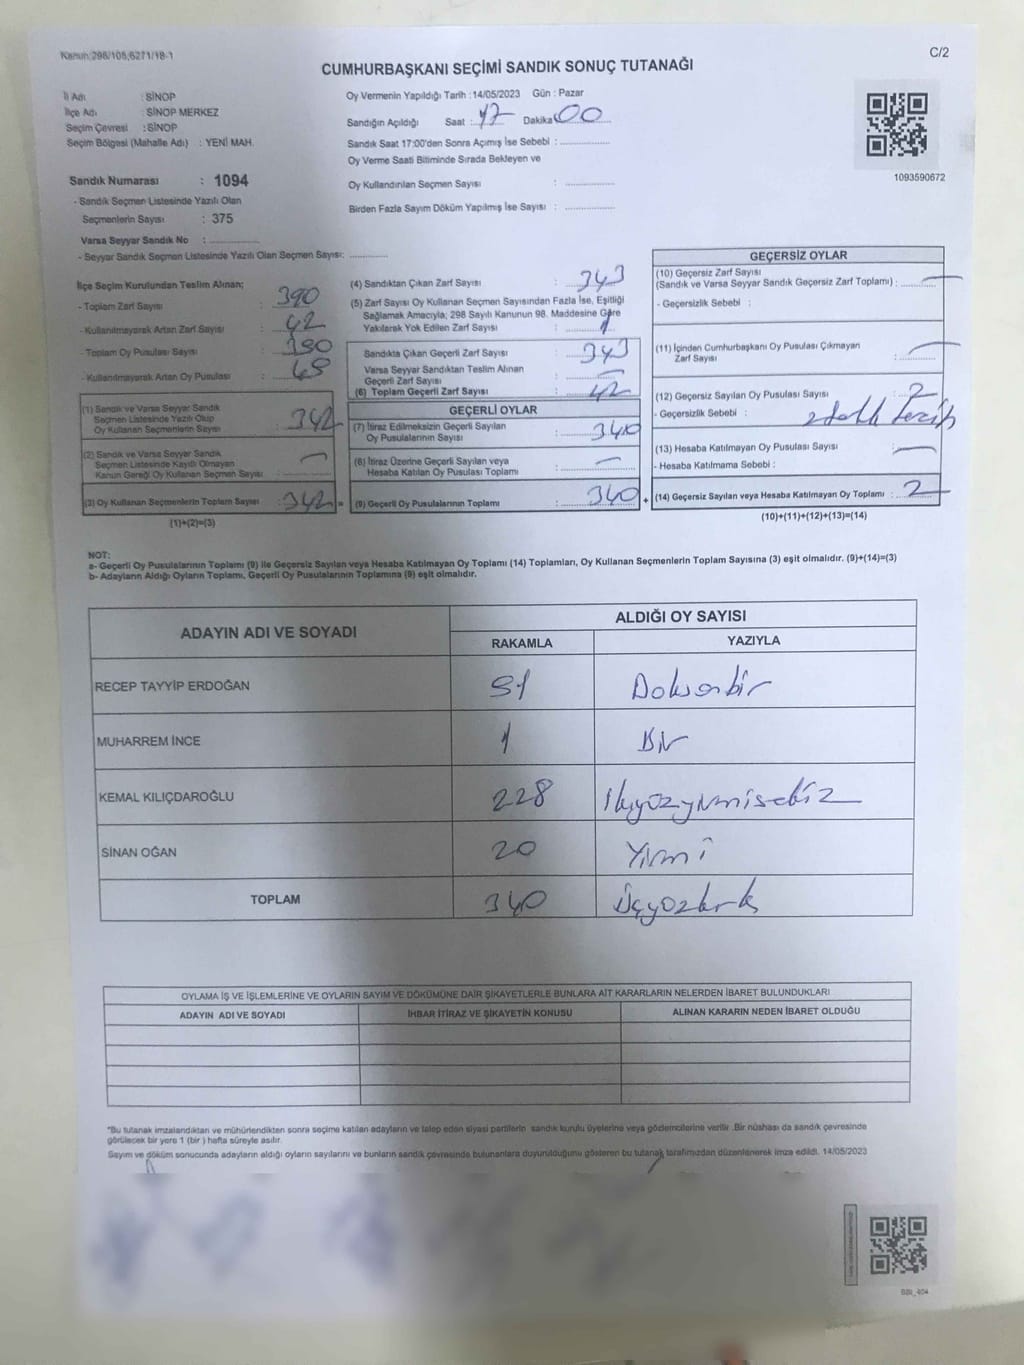 Kanun:298/105,6271/18-1
C/2
CUMHURBAŞKANI SEÇİMİ SANDIK SONUÇ TUTANAĞI
İl Adı : SİNOP
İlçe Adı : SİNOP MERKEZ
Seçim Çevresi : SİNOP
Seçim Bölgesi (Mahalle Adı) : YENİ MAH.
Sandık Numarası : 1094
- Sandık Seçmen Listesinde Yazılı Olan
Seçmenlerin Sayısı : 375
Varsa Seyyar Sandık No : ..............
- Seyyar Sandık Seçmen Listesinde Yazılı Olan Seçmen Sayısı: ............
Oy Vermenin Yapıldığı Tarih :14/05/2023 Gün : Pazar
Sandığın Açıldığı Saat : 17 Dakika 00
Sandık Saat 17:00'den Sonra Açımış İse Sebebi : ................
Oy Verme Saati Bitiminde Sırada Bekleyen ve
Oy Kullandırılan Seçmen Sayısı : ................
Birden Fazla Sayım Döküm Yapılmış İse Sayısı : ................
1093590672
İlçe Seçim Kurulundan Teslim Alınan;
- Toplam Zarf Sayısı : 390
- Kullanılmayarak Artan Zarf Sayısı : 42
- Toplam Oy Pusulası Sayısı : 390
- Kullanılmayarak Artan Oy Pusulası : 48
(1) Sandık ve Varsa Seyyar Sandık
Seçmen Listesinde Yazılı Olup
Oy Kullanan Seçmenlerin Sayısı : 342
(2) Sandık ve Varsa Seyyar Sandık
Seçmen Listesinde Kayıtlı Olmayan
Kanun Gereği Oy Kullanan Seçmen Sayısı : —
(3) Oy Kullanan Seçmenlerin Toplam Sayısı : 342 =
(1)+(2)=(3)
(4) Sandıktan Çıkan Zarf Sayısı : 343
(5) Zarf Sayısı Oy Kullanan Seçmen Sayısından Fazla İse, Eşitliği
Sağlamak Amacıyla; 298 Sayılı Kanunun 98. Maddesine Göre
Yakılarak Yok Edilen Zarf Sayısı : 1
Sandıkta Çıkan Geçerli Zarf Sayısı : 343
Varsa Seyyar Sandıktan Teslim Alınan
Geçerli Zarf Sayısı : —
(6) Toplam Geçerli Zarf Sayısı : 42
GEÇERLİ OYLAR
(7) İtiraz Edilmeksizin Geçerli Sayılan
Oy Pusulalarının Sayısı : 340
(8) İtiraz Üzerine Geçerli Sayılan veya
Hesaba Katılan Oy Pusulası Toplamı : —
(9) Geçerli Oy Pusulalarının Toplamı : 340 +
GEÇERSİZ OYLAR
(10) Geçersiz Zarf Sayısı
(Sandık ve Varsa Seyyar Sandık Geçersiz Zarf Toplamı) : —
- Geçersizlik Sebebi :
(11) İçinden Cumhurbaşkanı Oy Pusulası Çıkmayan
Zarf Sayısı : —
(12) Geçersiz Sayılan Oy Pusulası Sayısı : 2
- Geçersizlik Sebebi : tercih
(13) Hesaba Katılmayan Oy Pusulası Sayısı : —
- Hesaba Katılmama Sebebi :
(14) Geçersiz Sayılan veya Hesaba Katılmayan Oy Toplamı : 2
(10)+(11)+(12)+(13)=(14)
NOT:
a- Geçerli Oy Pusulalarının Toplamı (9) ile Geçersiz Sayılan veya Hesaba Katılmayan Oy Toplamı (14) Toplamları, Oy Kullanan Seçmenlerin Toplam Sayısına (3) eşit olmalıdır. (9)+(14)=(3)
b- Adayların Aldığı Oyların Toplamı, Geçerli Oy Pusulalarının Toplamına (9) eşit olmalıdır.
ADAYIN ADI VE SOYADI ALDIĞI OY SAYISI
RAKAMLA YAZIYLA
RECEP TAYYİP ERDOĞAN 91 Doksanbir
MUHARREM İNCE 1 Bir
KEMAL KILIÇDAROĞLU 228 İkiyüzyirmisekiz
SİNAN OĞAN 20 Yirmi
TOPLAM 340 Üçyüzkırk
OYLAMA İŞ VE İŞLEMLERİNE VE OYLARIN SAYIM VE DÖKÜMÜNE DAİR ŞİKAYETLERLE BUNLARA AİT KARARLARIN NELERDEN İBARET BULUNDUKLARI
ADAYIN ADI VE SOYADI İHBAR İTİRAZ VE ŞİKAYETİN KONUSU ALINAN KARARIN NEDEN İBARET OLDUĞU
*Bu tutanak imzalandıktan ve mühürlendikten sonra seçime katılan adayların ve talep eden siyasi partilerin sandık kurulu üyelerine veya gözlemcilerine verilir .Bir nüshası da sandık çevresinde
görülecek bir yere 1 (bir ) hafta süreyle asılır.
Sayım ve döküm sonucunda adayların aldığı oyların sayılarını ve bunların sandık çevresinde bulunanlara duyurulduğunu gösteren bu tutanak tarafımızdan düzenlenerek imza edildi. 14/05/2023